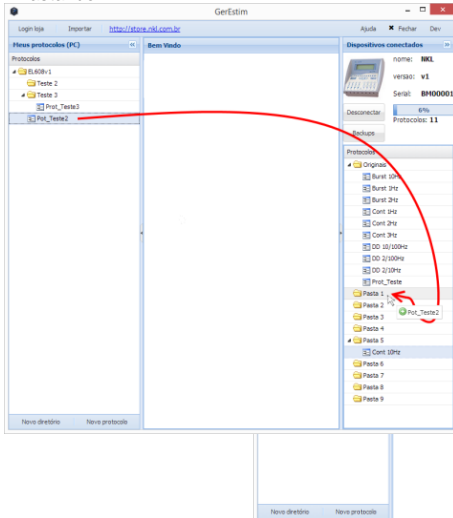 GerEstim
Login loja Importar http://store.nkl.com.br Ajuda Fechar Dev
Meus protocolos (PC)
Bem Vindo
Dispositivos conectados
Protocolos
EL608v1
Teste 2
Teste 3
Prot_Teste3
Pot_Teste2
nome: NKL
versao: v1
Serial: BM00001
Desconectar
6%
Protocolos: 11
Backups
Protocolos
Originais
Burst 10Hz
Burst 1Hz
Burst 2Hz
Cont 1Hz
Cont 2Hz
Cont 3Hz
DD 10/100Hz
DD 2/100Hz
DD 2/10Hz
Prot_Teste
Pasta 1
Pasta 2
Pot_Teste2
Pasta 3
Pasta 4
Pasta 5
Cont 10Hz
Pasta 6
Pasta 7
Pasta 8
Pasta 9
Novo diretório Novo protocolo
Novo diretório Novo protocolo